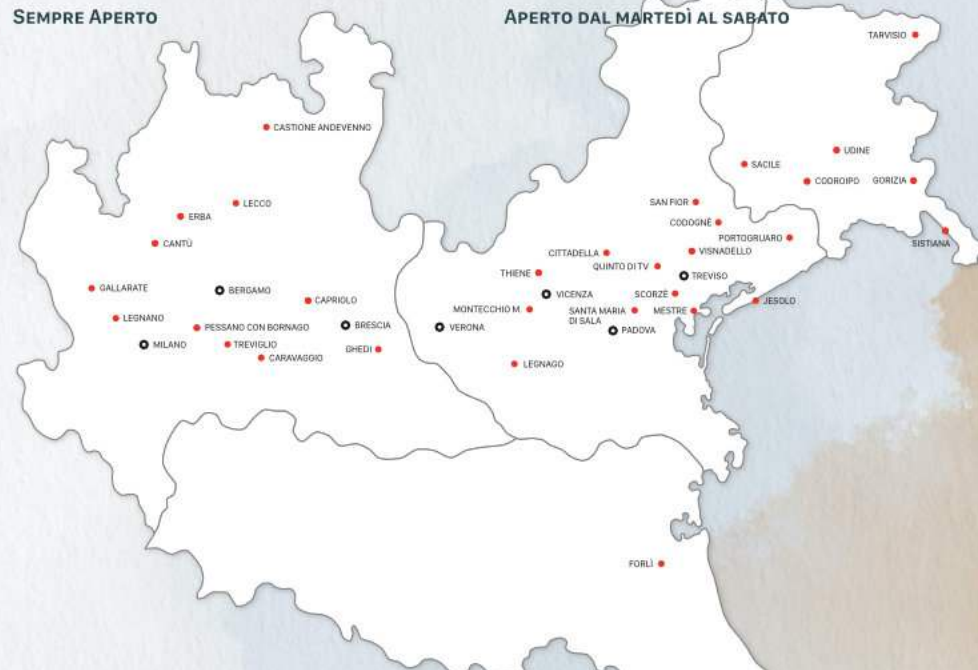 SEMPRE APERTO
APERTO DAL MARTEDÌ AL SABATO
TARVISIO
CASTIONE ANDEVENNO
UDINE
SACILE
CODROIPO
GORIZIA
LECCO
SAN FIOR
ERBA
CODOGNÈ
SISTIANA
PORTOGRUARO
CANTÙ
CITTADELLA
VISNADELLO
QUINTO DI TV
THIENE
TREVISO
GALLARATE
BERGAMO
VICENZA
SCORZÈ
CAPRIOLO
JESOLO
MONTECCHIO M.
SANTA MARIA
DI SALA
MESTRE
LEGNANO
PESSANO CON BORNAGO
BRESCIA
VERONA
PADOVA
MILANO
TREVIGLIO
GHEDI
CARAVAGGIO
LEGNAGO
FORLÌ